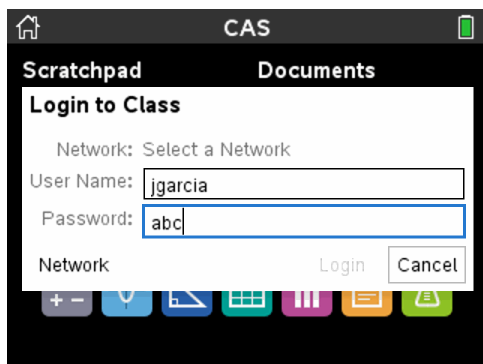 CAS
Scratchpad Documents
Login to Class
Network: Select a Network
User Name: jgarcia
Password: abc
Network Login Cancel